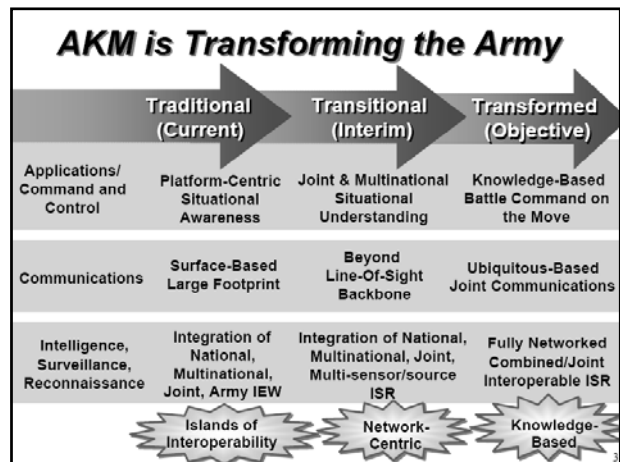 AKM is Transforming the Army
Traditional
(Current)
Transitional
(Interim)
Transformed
(Objective)
Applications/
Command and
Control
Platform-Centric
Situational
Awareness
Joint & Multinational
Situational
Understanding
Knowledge-Based
Battle Command on
the Move
Communications
Surface-Based
Large Footprint
Beyond
Line-Of-Sight
Backbone
Ubiquitous-Based
Joint Communications
Intelligence,
Surveillance,
Reconnaissance
Integration of
National,
Multinational,
Joint, Army IEW
Integration of National,
Multinational, Joint,
Multi-sensor/source
ISR
Fully Networked
Combined/Joint
Interoperable ISR
Islands of
Interoperability
Network-
Centric
Knowledge-
Based
3